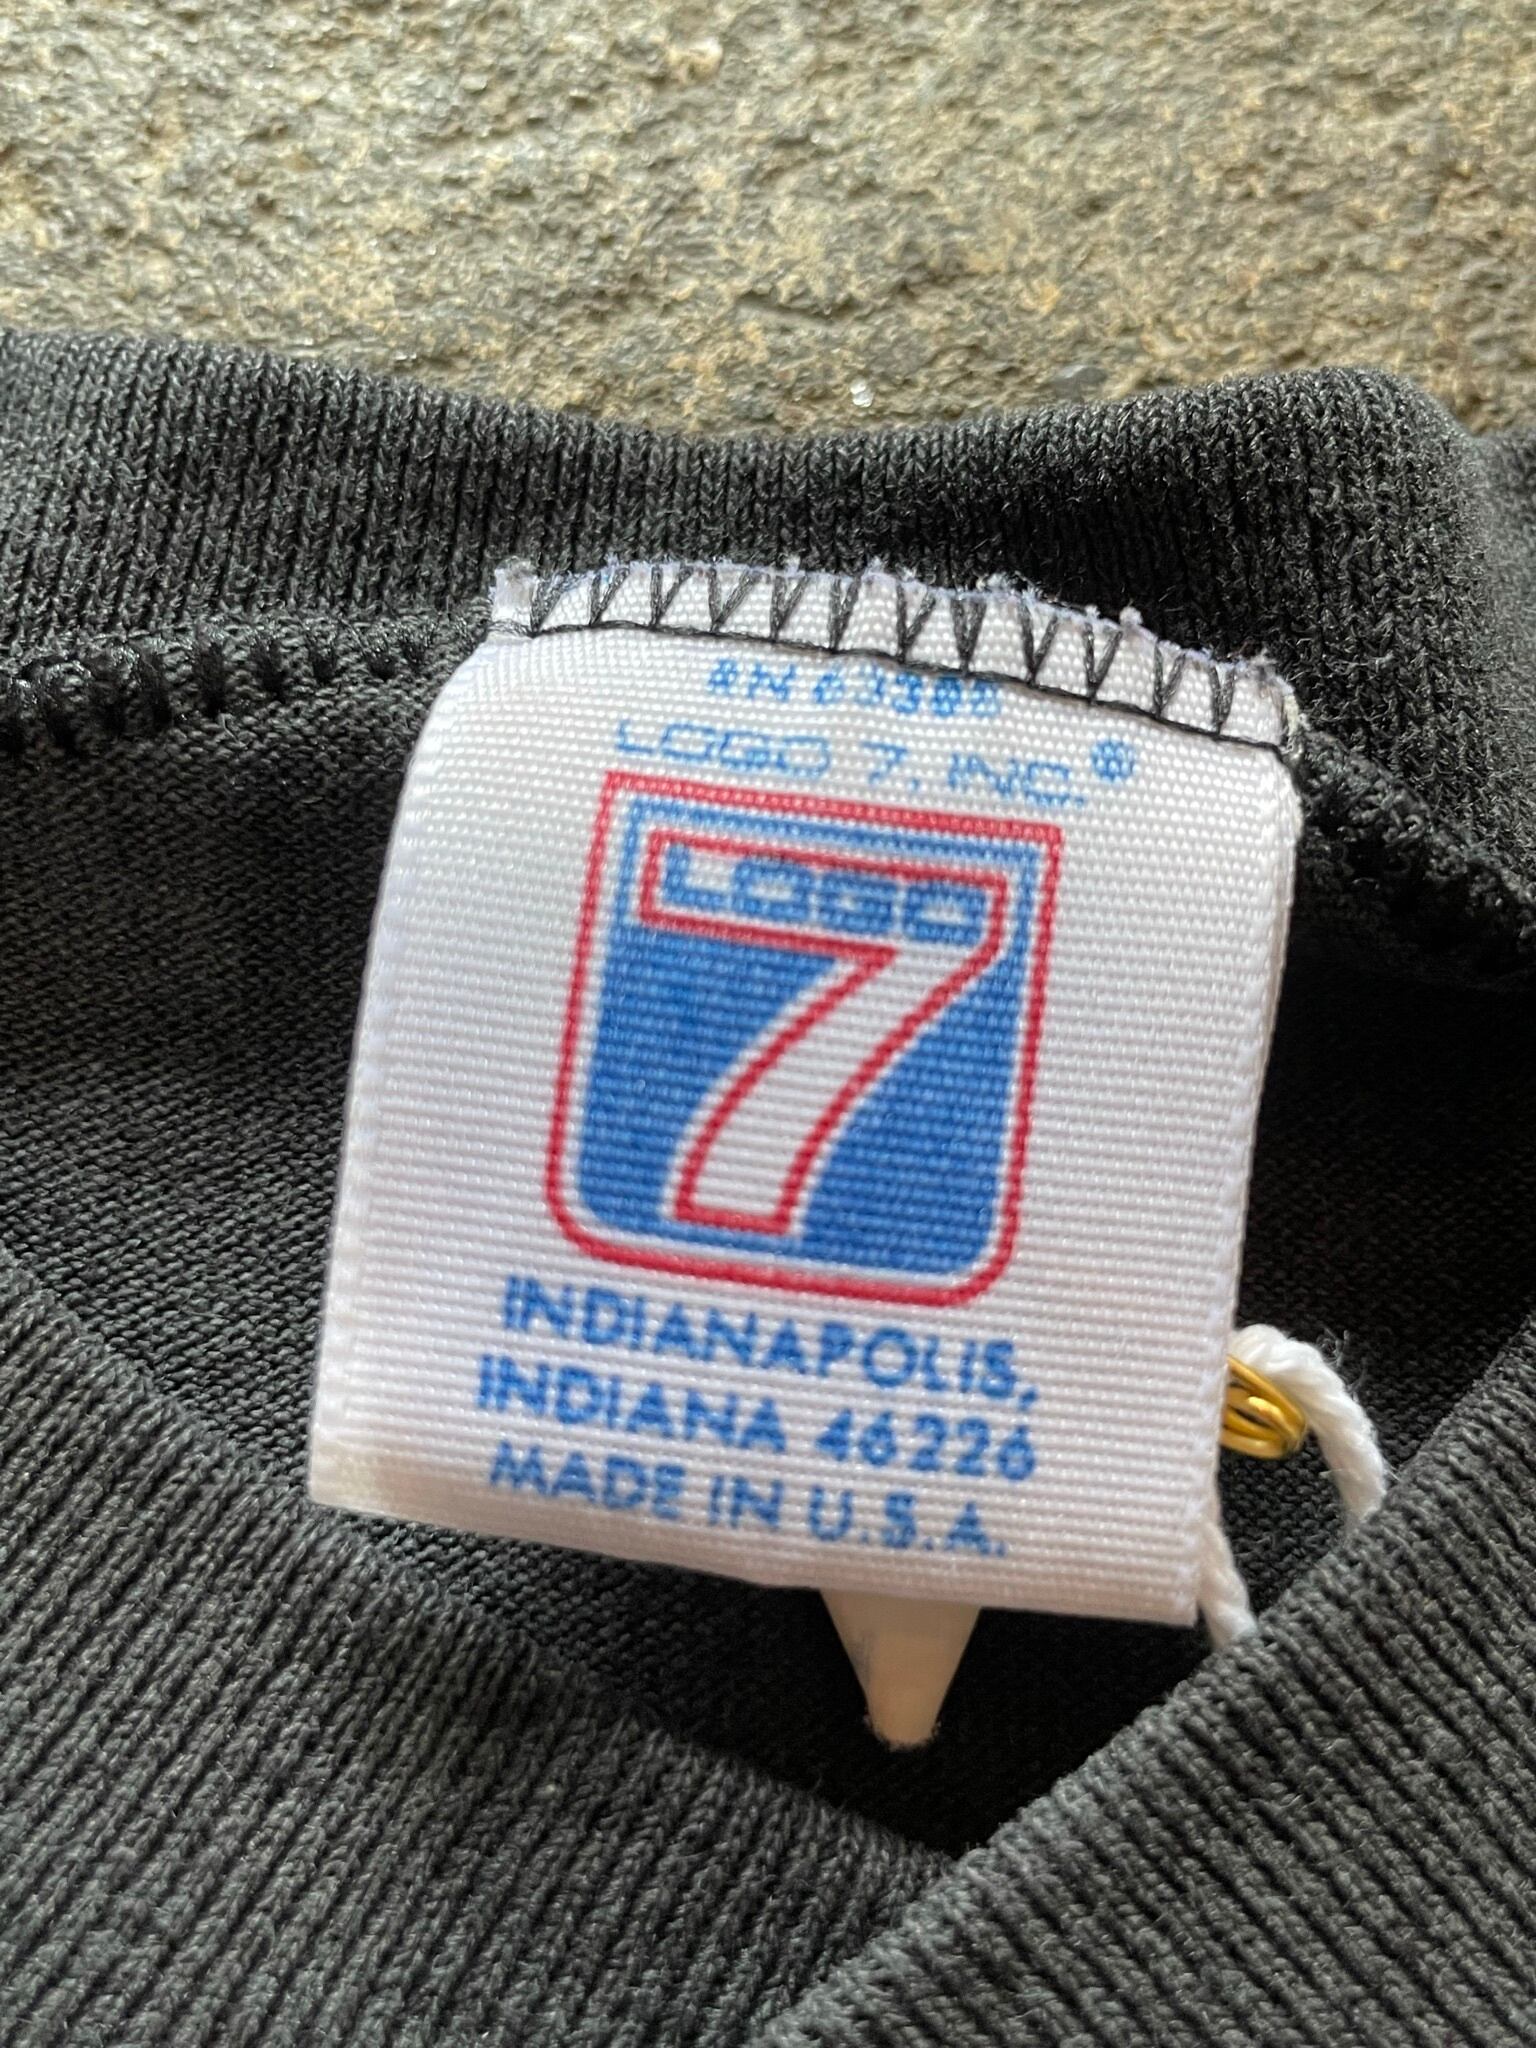 LOGO 7, INC.®
LOGO
7
INDIANAPOLIS,
INDIANA 46226
MADE IN U.S.A.